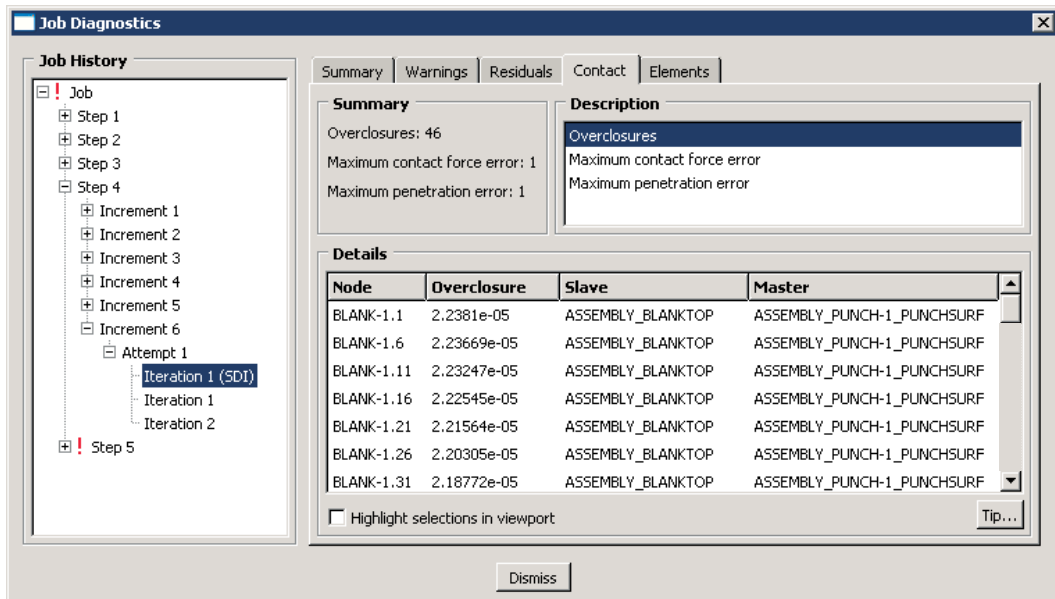 Job Diagnostics
Job History
! Job
Step 1
Step 2
Step 3
Step 4
Increment 1
Increment 2
Increment 3
Increment 4
Increment 5
Increment 6
Attempt 1
Iteration 1 (SDI)
Iteration 1
Iteration 2
! Step 5
Summary Warnings Residuals Contact Elements
Summary
Overclosures: 46
Maximum contact force error: 1
Maximum penetration error: 1
Description
Overclosures
Maximum contact force error
Maximum penetration error
Details
Node Overclosure Slave Master
BLANK-1.1 2.2381e-05 ASSEMBLY_BLANKTOP ASSEMBLY_PUNCH-1_PUNCHSURF
BLANK-1.6 2.23669e-05 ASSEMBLY_BLANKTOP ASSEMBLY_PUNCH-1_PUNCHSURF
BLANK-1.11 2.23247e-05 ASSEMBLY_BLANKTOP ASSEMBLY_PUNCH-1_PUNCHSURF
BLANK-1.16 2.22545e-05 ASSEMBLY_BLANKTOP ASSEMBLY_PUNCH-1_PUNCHSURF
BLANK-1.21 2.21564e-05 ASSEMBLY_BLANKTOP ASSEMBLY_PUNCH-1_PUNCHSURF
BLANK-1.26 2.20305e-05 ASSEMBLY_BLANKTOP ASSEMBLY_PUNCH-1_PUNCHSURF
BLANK-1.31 2.18772e-05 ASSEMBLY_BLANKTOP ASSEMBLY_PUNCH-1_PUNCHSURF
Highlight selections in viewport
Tip...
Dismiss